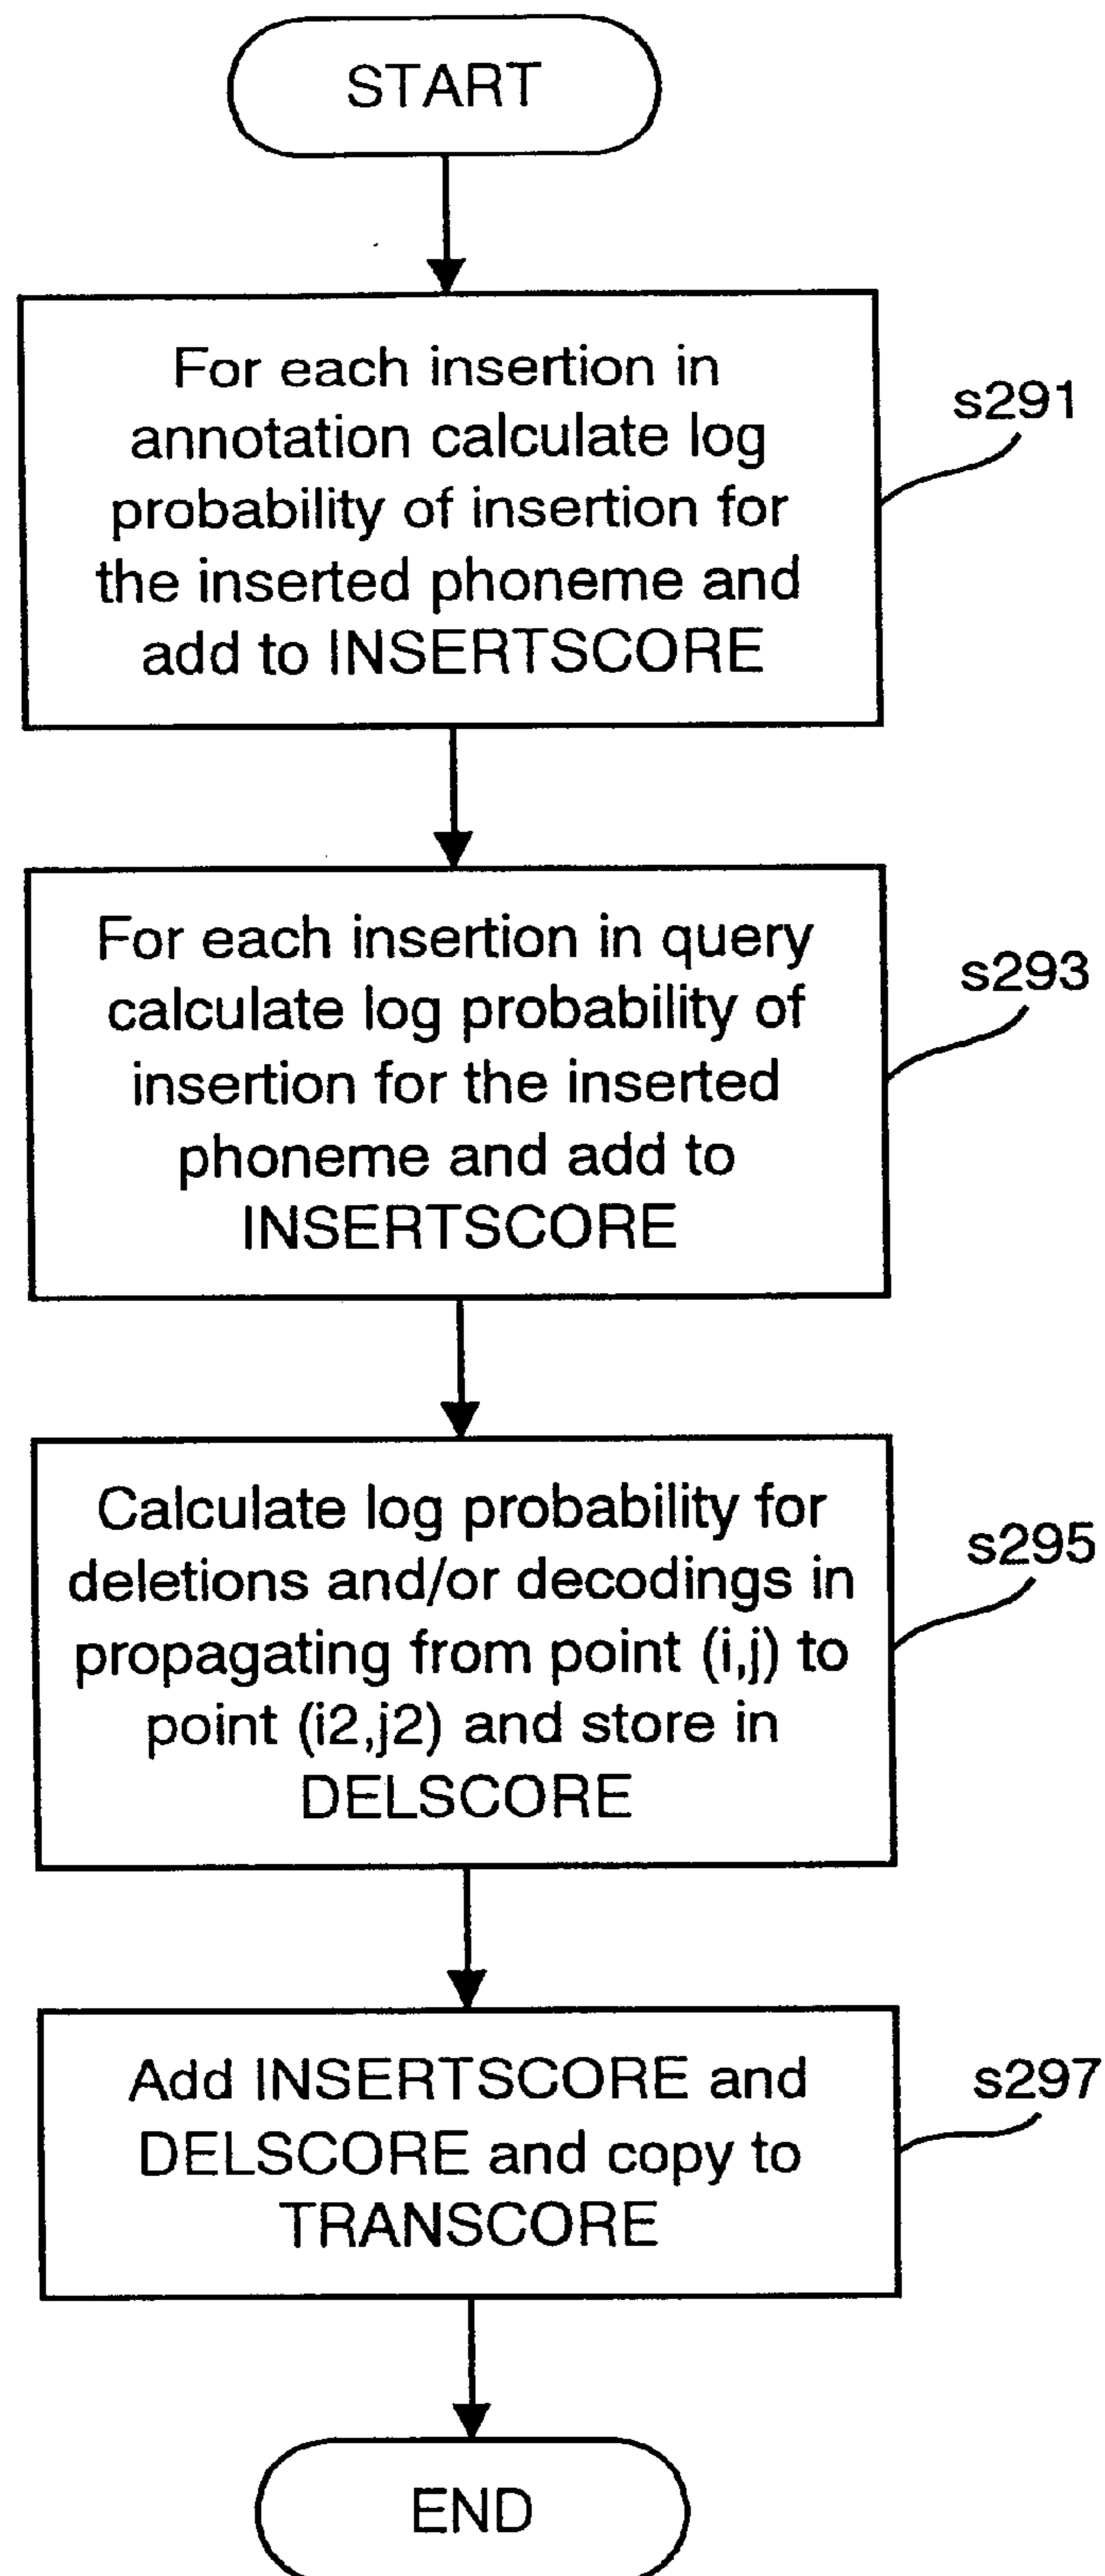 START
For each insertion in
annotation calculate log
probability of insertion for
the inserted phoneme and
add to INSERTSCORE
s291
For each insertion in query
calculate log probability of
insertion for the inserted
phoneme and add to
INSERTSCORE
s293
Calculate log probability for
deletions and/or decodings in
propagating from point (i,j) to
point (i2,j2) and store in
DELSCORE
s295
Add INSERTSCORE and
DELSCORE and copy to
TRANSCORE
s297
END